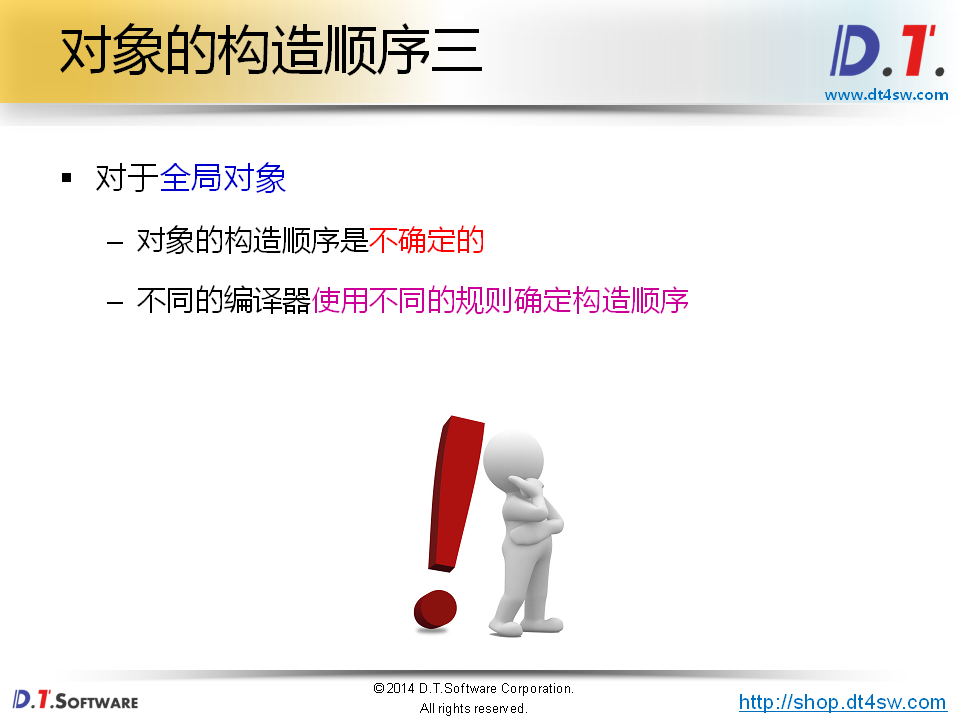 对象的构造顺序三
D.T.
www.dt4sw.com
▪ 对于全局对象
– 对象的构造顺序是不确定的
– 不同的编译器使用不同的规则确定构造顺序
D.T.SOFTWARE
©2014 D.T.Software Corporation.
All rights reserved.
http://shop.dt4sw.com